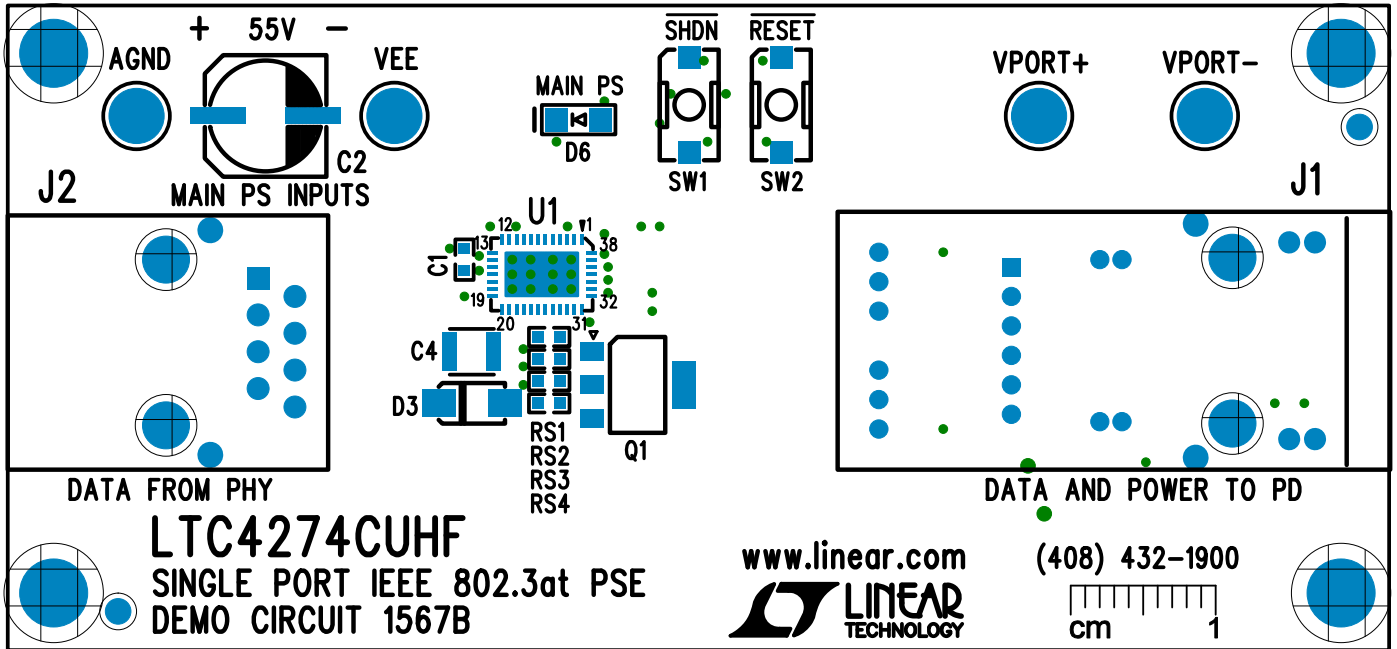 + 55V −
SHDN
RESET
AGND
VEE
VPORT+
VPORT-
MAIN PS
D6
C2
SW1
SW2
J2
MAIN PS INPUTS
J1
U1
12
1
13
38
C1
19
32
20
31
C4
D3
RS1
RS2
RS3
RS4
Q1
DATA FROM PHY
DATA AND POWER TO PD
LTC4274CUHF
SINGLE PORT IEEE 802.3at PSE
DEMO CIRCUIT 1567B
www.linear.com
(408) 432-1900
LINEAR
TECHNOLOGY
cm 1